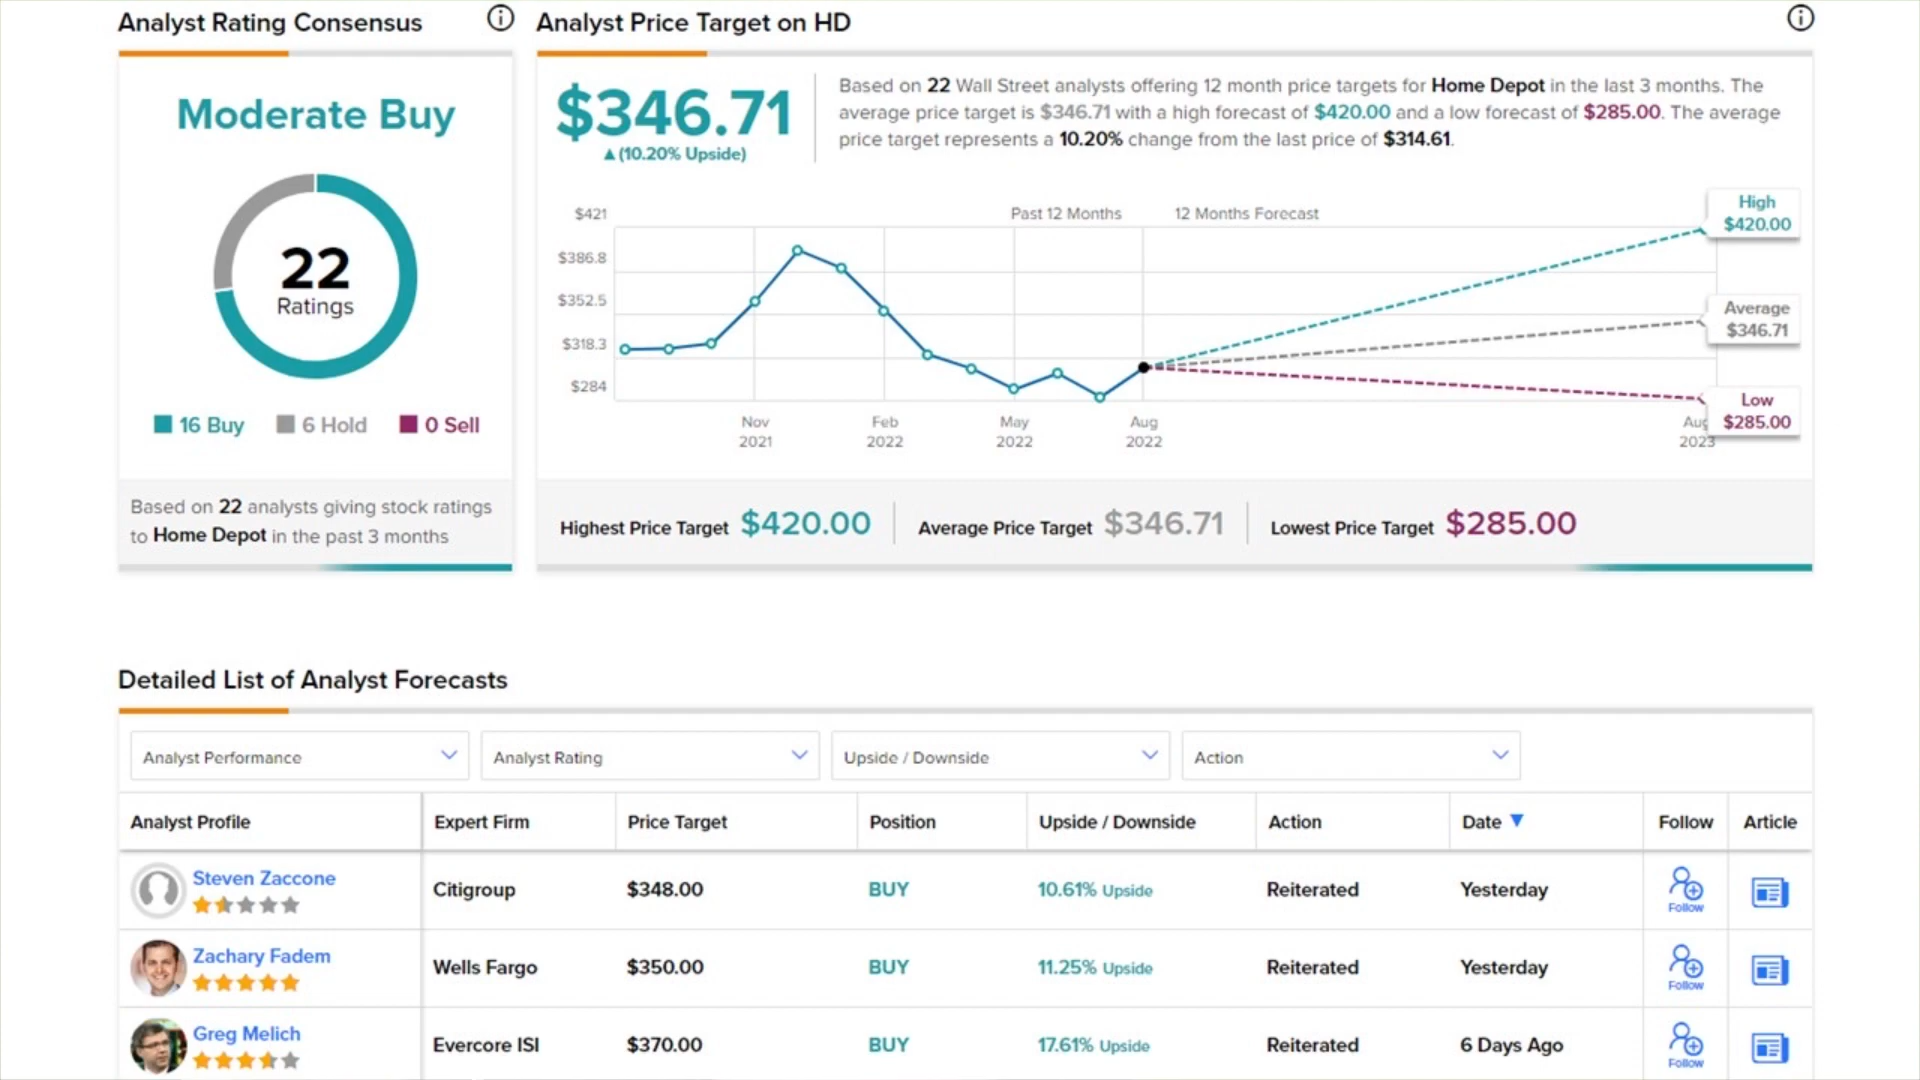 Analyst Rating Consensus
Moderate Buy
22
Ratings
16 Buy 6 Hold 0 Sell
Based on 22 analysts giving stock ratings
to Home Depot in the past 3 months
Analyst Price Target on HD
$346.71
▲(10.20% Upside)
Based on 22 Wall Street analysts offering 12 month price targets for Home Depot in the last 3 months. The
average price target is $346.71 with a high forecast of $420.00 and a low forecast of $285.00. The average
price target represents a 10.20% change from the last price of $314.61.
Past 12 Months 12 Months Forecast
$421
$386.8
$352.5
$318.3
$284
High
$420.00
Average
$346.71
Low
$285.00
Nov Feb May Aug Aug
2021 2022 2022 2022 2023
Highest Price Target $420.00 Average Price Target $346.71 Lowest Price Target $285.00
Detailed List of Analyst Forecasts
Analyst Performance Analyst Rating Upside / Downside Action
Analyst Profile Expert Firm Price Target Position Upside / Downside Action Date ▼ Follow Article
Steven Zaccone Citigroup $348.00 BUY 10.61% Upside Reiterated Yesterday Follow
Zachary Fadem Wells Fargo $350.00 BUY 11.25% Upside Reiterated Yesterday Follow
Greg Melich Evercore ISI $370.00 BUY 17.61% Upside Reiterated 6 Days Ago Follow